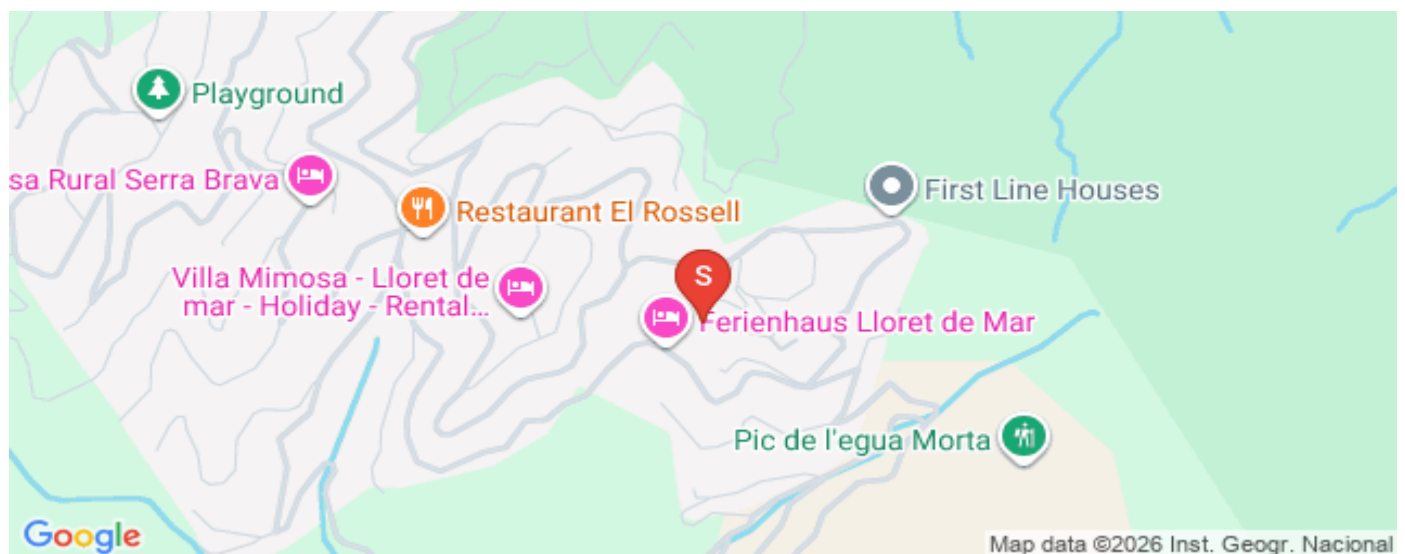 Playground
sa Rural Serra Brava
Restaurant El Rossell
First Line Houses
Villa Mimosa - Lloret de
mar - Holiday - Rental...
S
Ferienhaus Lloret de Mar
Pic de l'egua Morta
Google
Map data ©2026 Inst. Geogr. Nacional